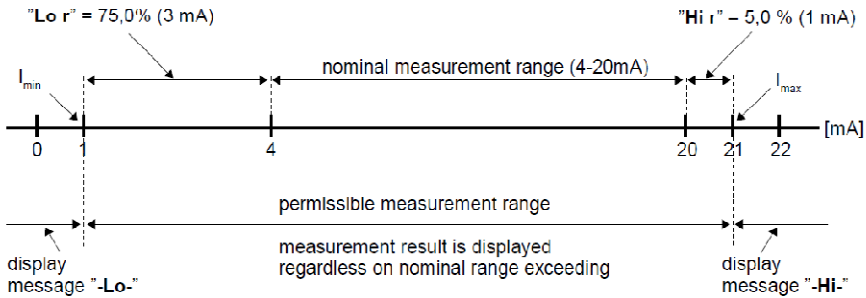 "Lo r" = 75,0% (3 mA)
"Hi r" – 5,0 % (1 mA)
nominal measurement range (4-20mA)
Imin
Imax
[mA]
0 1 4 20 21 22
permissible measurement range
measurement result is displayed
regardless on nominal range exceeding
display
message "-Lo-"
display
message "-Hi-"